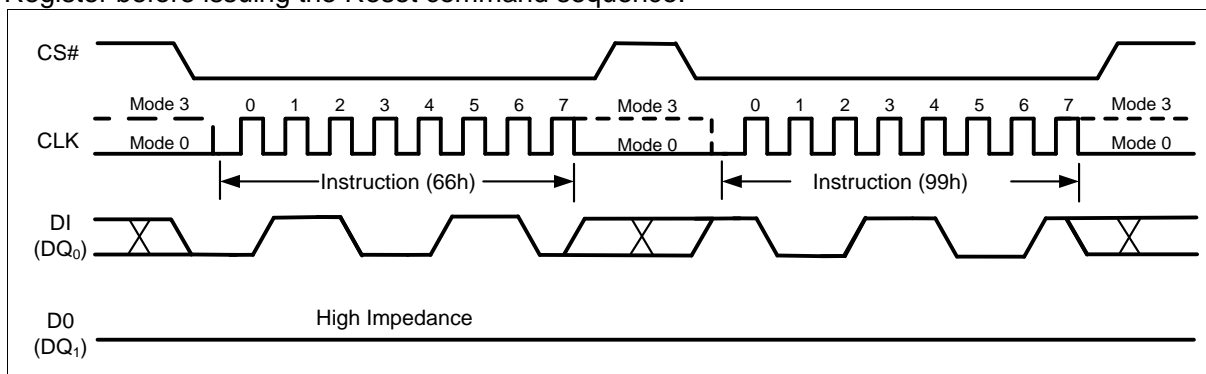 Register before issuing the Reset command sequence.
CS#
Mode 3 0 1 2 3 4 5 6 7 Mode 3 0 1 2 3 4 5 6 7 Mode 3
CLK
Mode 0 Mode 0 Mode 0
Instruction (66h) Instruction (99h)
DI
(DQ0)
D0 High Impedance
(DQ1)